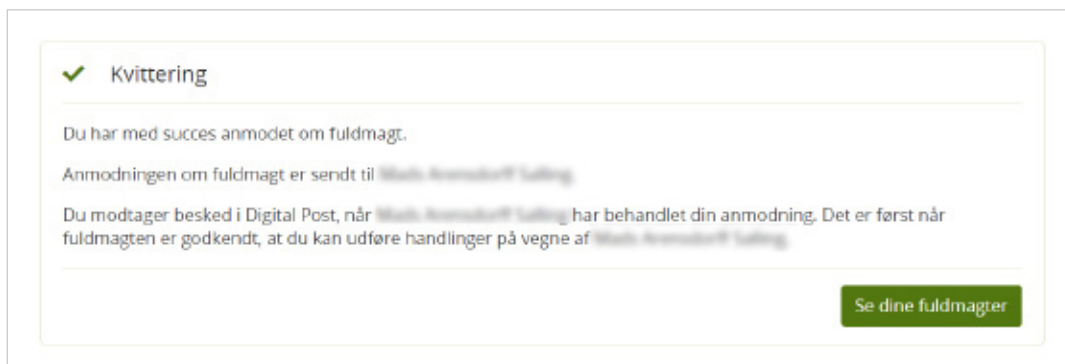 Kvittering
Du har med succes anmodet om fuldmagt.
Anmodningen om fuldmagt er sendt til
Du modtager besked i Digital Post, når har behandlet din anmodning. Det er først når
fuldmagten er godkendt, at du kan udføre handlinger på vegne af
Se dine fuldmagter